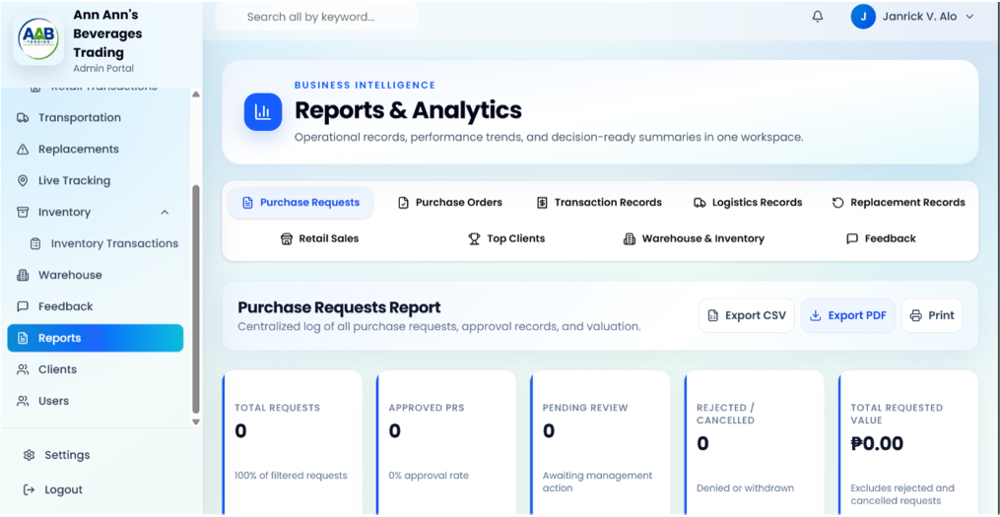 Ann Ann's
Beverages
Trading
Admin Portal
AAB
TRADING
Search all by keyword...
J
Janrick V. Alo
Retail Transactions
Transportation
Replacements
Live Tracking
Inventory
Inventory Transactions
Warehouse
Feedback
Reports
Clients
Users
Settings
Logout
BUSINESS INTELLIGENCE
Reports & Analytics
Operational records, performance trends, and decision-ready summaries in one workspace.
Purchase Requests
Purchase Orders
Transaction Records
Logistics Records
Replacement Records
Retail Sales
Top Clients
Warehouse & Inventory
Feedback
Purchase Requests Report
Centralized log of all purchase requests, approval records, and valuation.
Export CSV
Export PDF
Print
TOTAL REQUESTS
0
100% of filtered requests
APPROVED PRS
0
0% approval rate
PENDING REVIEW
0
Awaiting management
action
REJECTED /
CANCELLED
0
Denied or withdrawn
TOTAL REQUESTED
VALUE
₱0.00
Excludes rejected and
cancelled requests